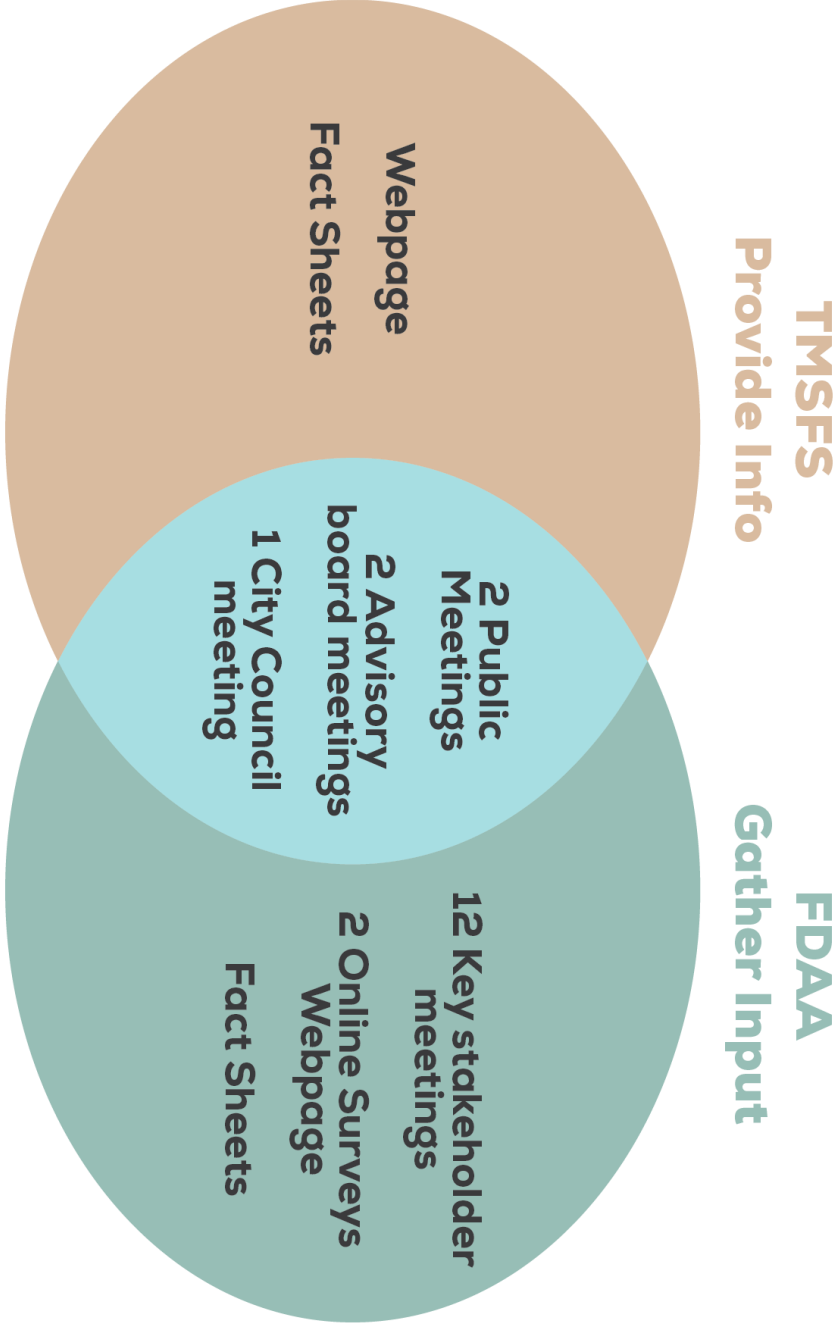 TMSFS
Provide Info
Webpage
Fact Sheets
2 Public
Meetings
2 Advisory
board meetings
1 City Council
meeting
FDAA
Gather Input
12 Key stakeholder
meetings
2 Online Surveys
Webpage
Fact Sheets